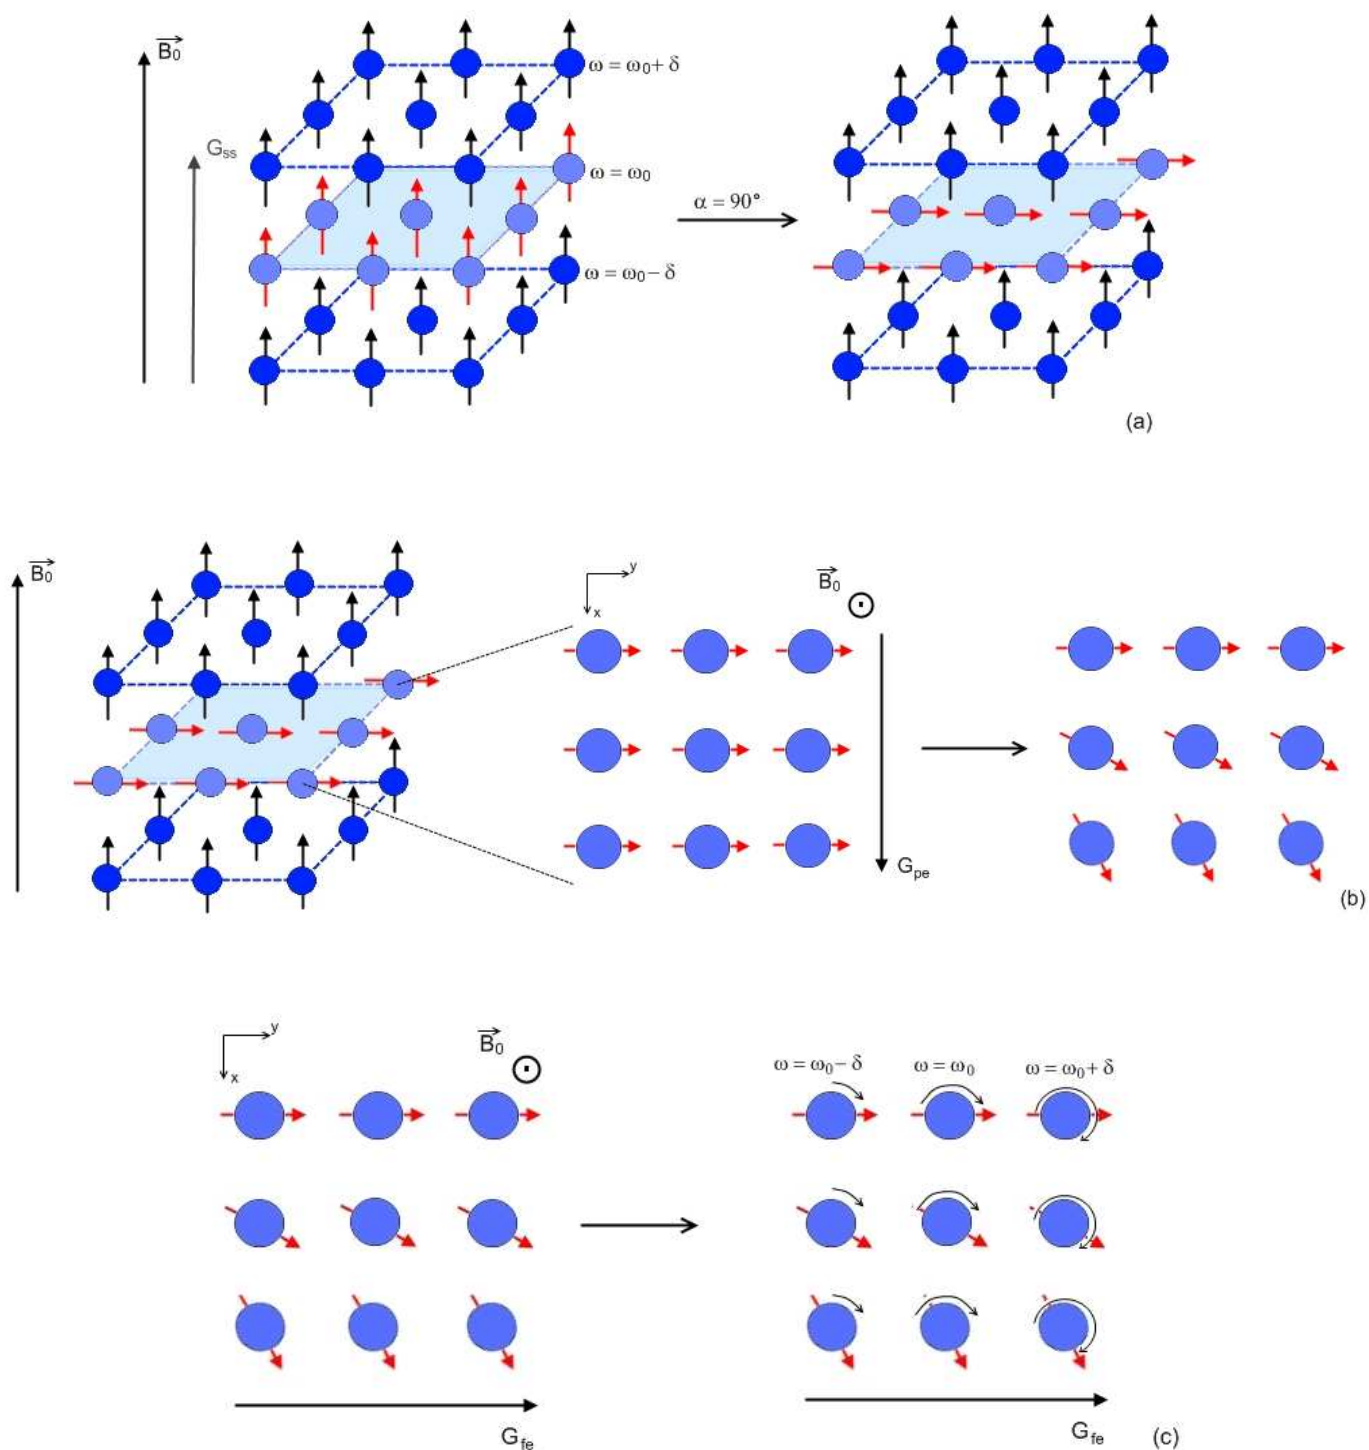 B₀
ω = ω₀ + δ
Gss
ω = ω₀
α = 90°
ω = ω₀ − δ
(a)
B₀
y
x
B₀
Gpe
(b)
y
x
B₀
ω = ω₀ − δ
ω = ω₀
ω = ω₀ + δ
Gfe
Gfe
(c)